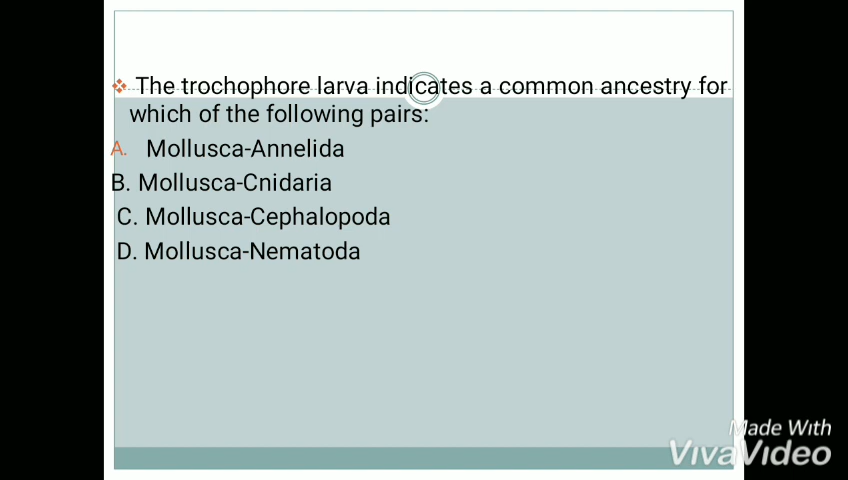 ❖ The trochophore larva indicates a common ancestry for
which of the following pairs:
A. Mollusca-Annelida
B. Mollusca-Cnidaria
C. Mollusca-Cephalopoda
D. Mollusca-Nematoda
Made With
VivaVideo